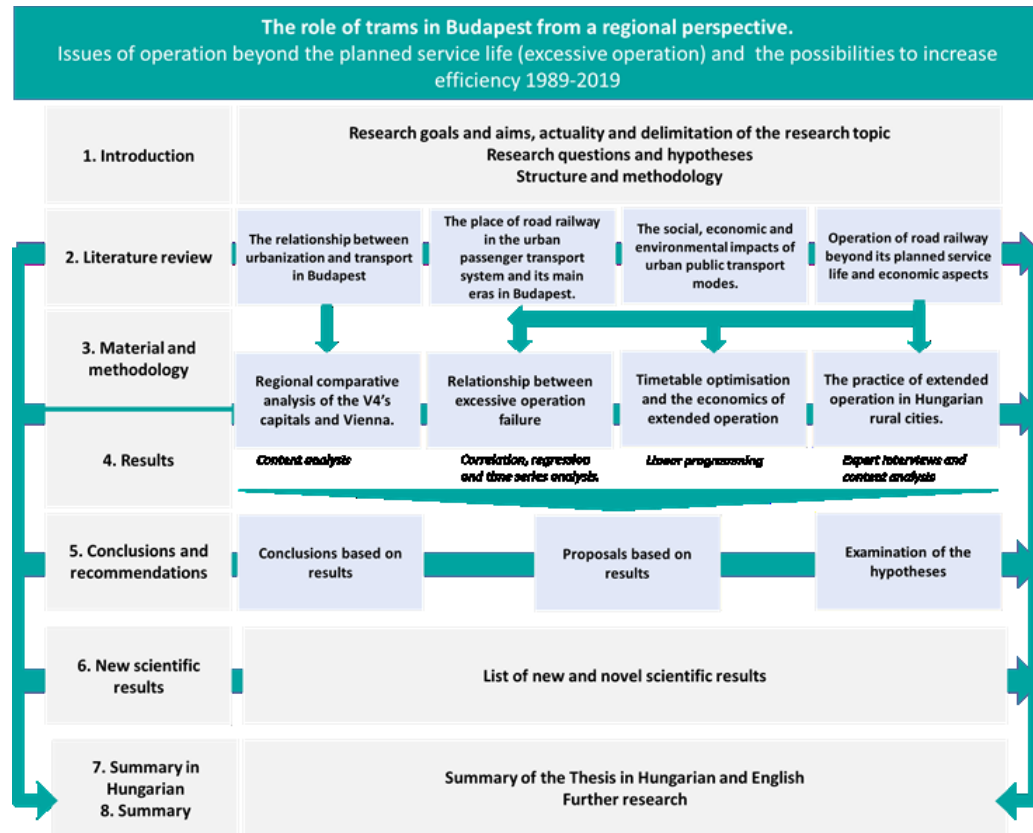 The role of trams in Budapest from a regional perspective.
Issues of operation beyond the planned service life (excessive operation) and the possibilities to increase
efficiency 1989-2019
1. Introduction
Research goals and aims, actuality and delimitation of the research topic
Research questions and hypotheses
Structure and methodology
2. Literature review
The relationship between
urbanization and transport
in Budapest
The place of road railway
in the urban
passenger transport
system and its main
eras in Budapest.
The social, economic and
environmental impacts of
urban public transport
modes.
Operation of road railway
beyond its planned service
life and economic aspects
3. Material and
methodology
4. Results
Regional comparative
analysis of the V4's
capitals and Vienna.
Relationship between
excessive operation
failure
Timetable optimisation
and the economics of
extended operation
The practice of extended
operation in Hungarian
rural cities.
Content analysis
Correlation, regression
and time series analysis.
Linear programming
Expert interviews and
content analysis
5. Conclusions and
recommendations
Conclusions based on
results
Proposals based on
results
Examination of the
hypotheses
6. New scientific
results
List of new and novel scientific results
7. Summary in
Hungarian
8. Summary
Summary of the Thesis in Hungarian and English
Further research